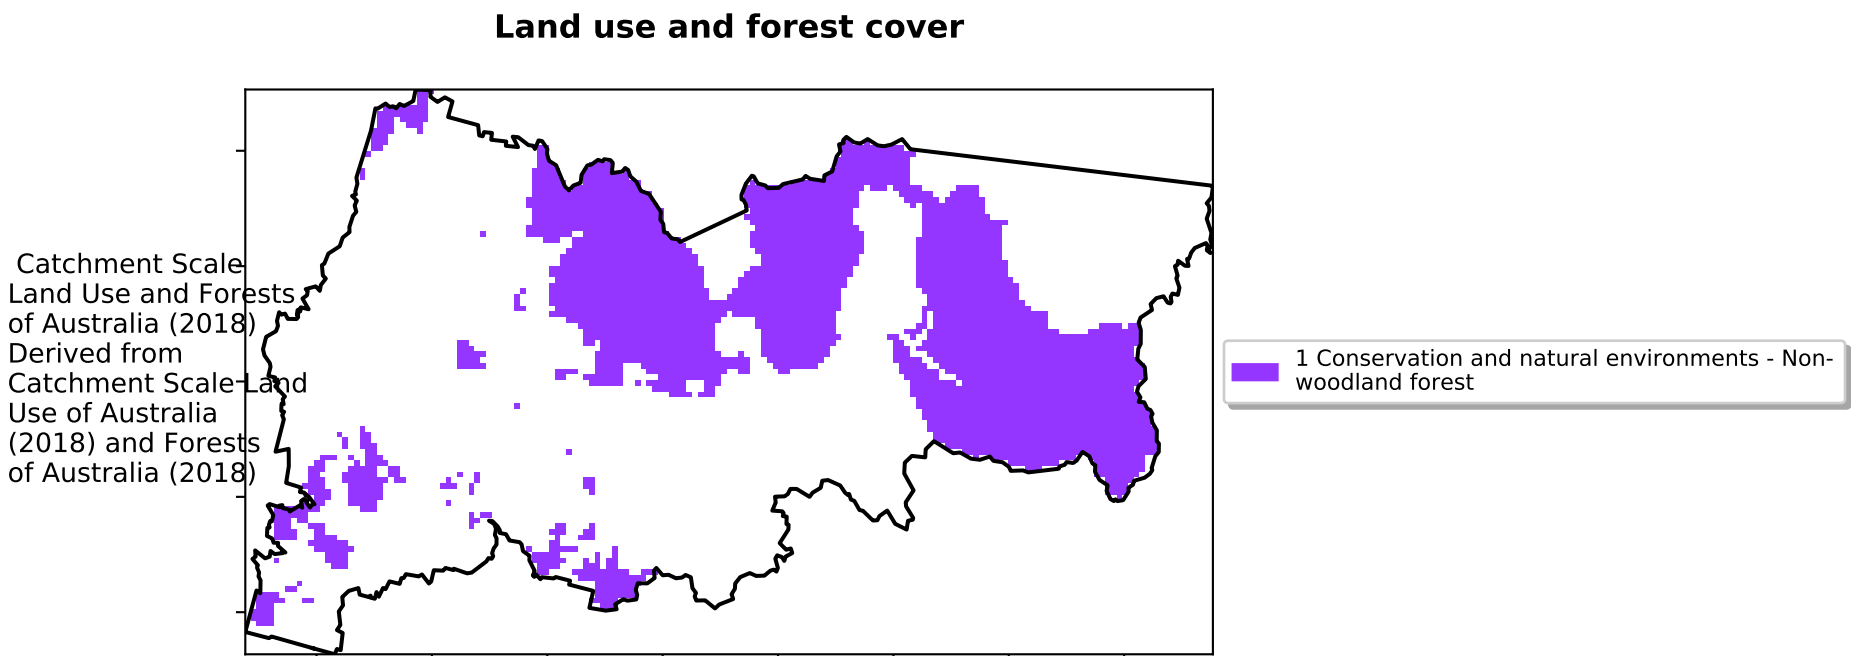 Land use and forest cover
Catchment Scale
Land Use and Forests
of Australia (2018)
Derived from
Catchment Scale Land
Use of Australia
(2018) and Forests
of Australia (2018)
1 Conservation and natural environments - Non-
woodland forest